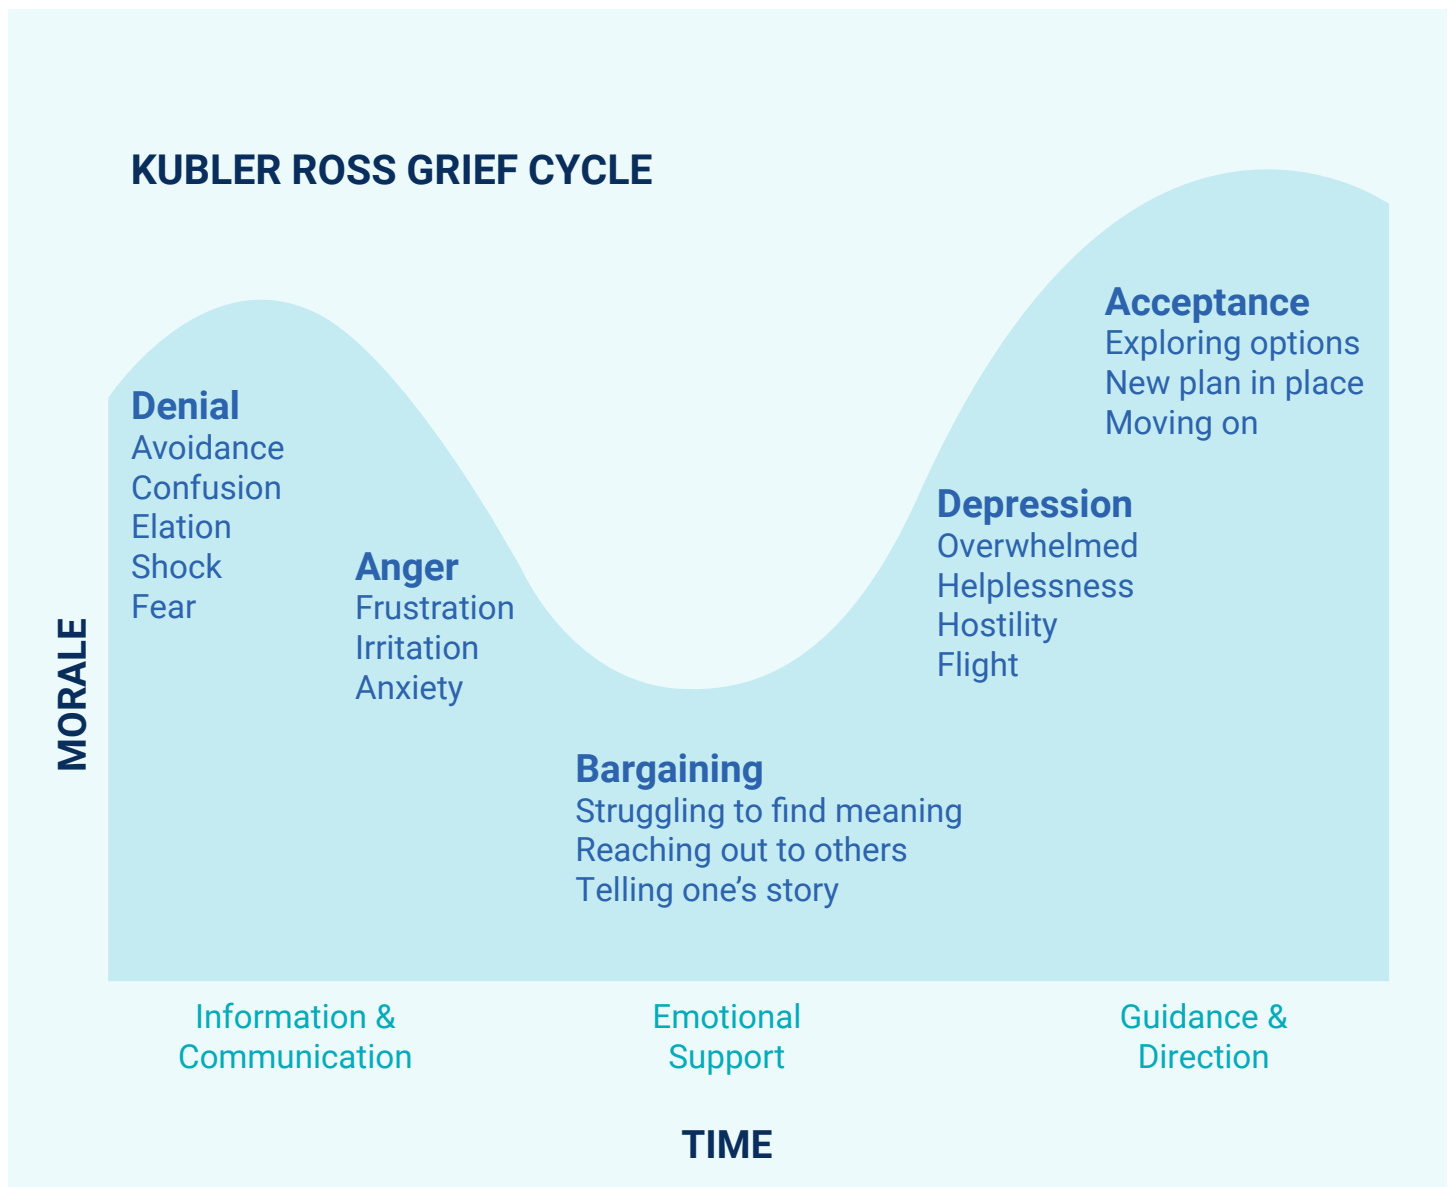 KUBLER ROSS GRIEF CYCLE
Denial
Avoidance
Confusion
Elation
Shock
Fear
Anger
Frustration
Irritation
Anxiety
Bargaining
Struggling to find meaning
Reaching out to others
Telling one’s story
Depression
Overwhelmed
Helplessness
Hostility
Flight
Acceptance
Exploring options
New plan in place
Moving on
MORALE
Information &
Communication
Emotional
Support
Guidance &
Direction
TIME